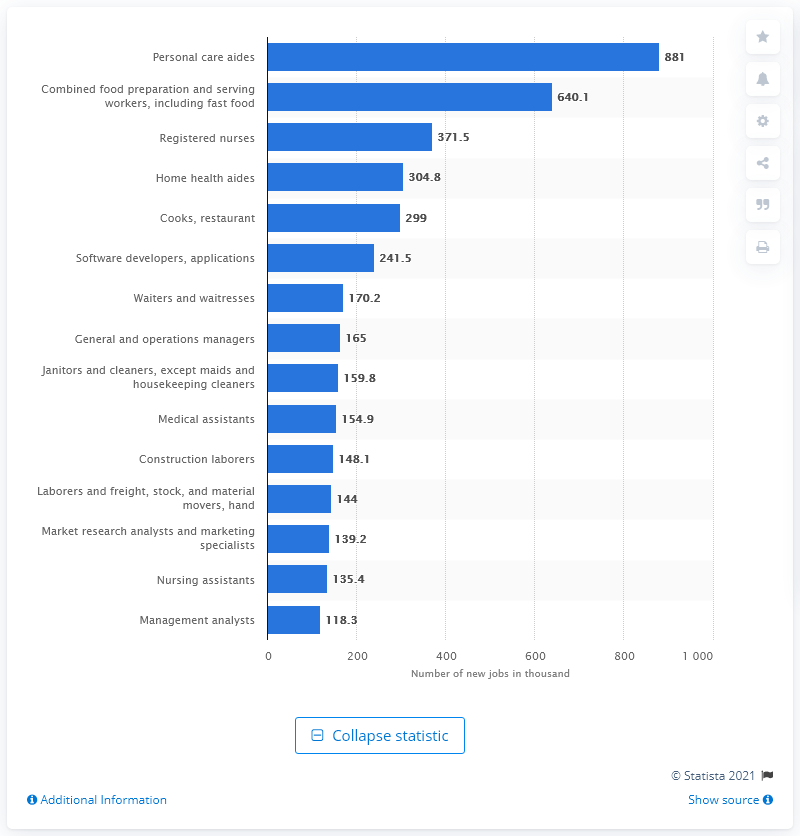 Personal care aides
881
Combined food preparation and serving
workers, including fast food
640.1
Registered nurses
371.5
Home health aides
304.8
Cooks, restaurant
299
Software developers, applications
241.5
Waiters and waitresses
170.2
General and operations managers
165
Janitors and cleaners, except maids and
housekeeping cleaners
159.8
Medical assistants
154.9
Construction laborers
148.1
Laborers and freight, stock, and material
movers, hand
144
Market research analysts and marketing
specialists
139.2
Nursing assistants
135.4
Management analysts
118.3
0 200 400 600 800 1 000
Number of new jobs in thousand
Collapse statistic
© Statista 2021
Additional Information
Show source